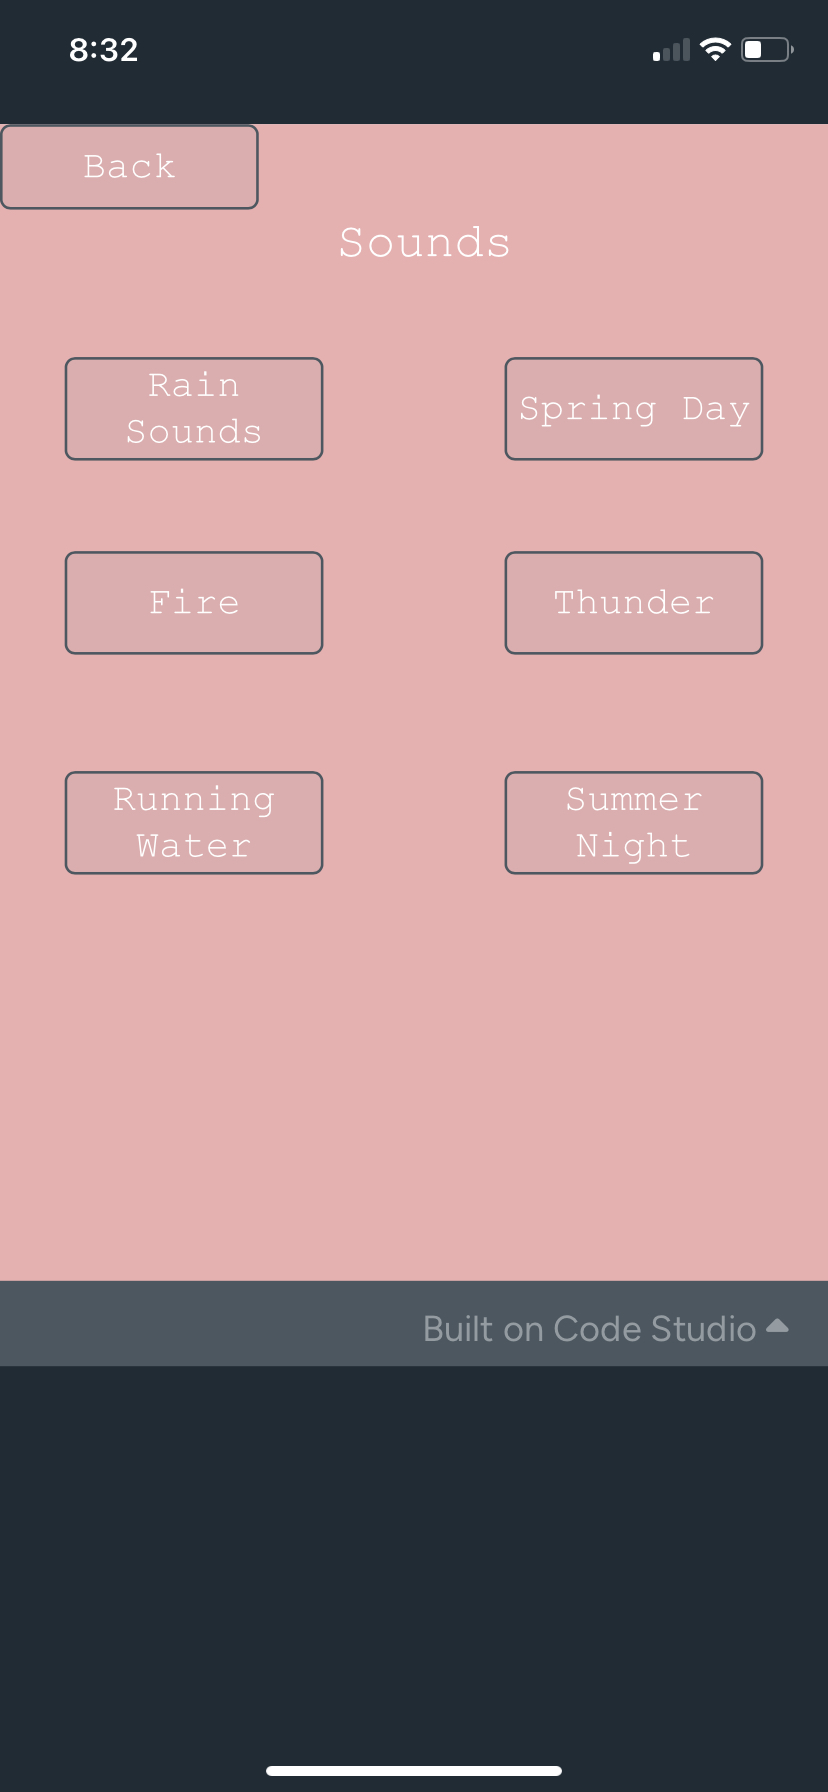 8:32
Back
Sounds
Rain
Sounds
Spring Day
Fire
Thunder
Running
Water
Summer
Night
Built on Code Studio